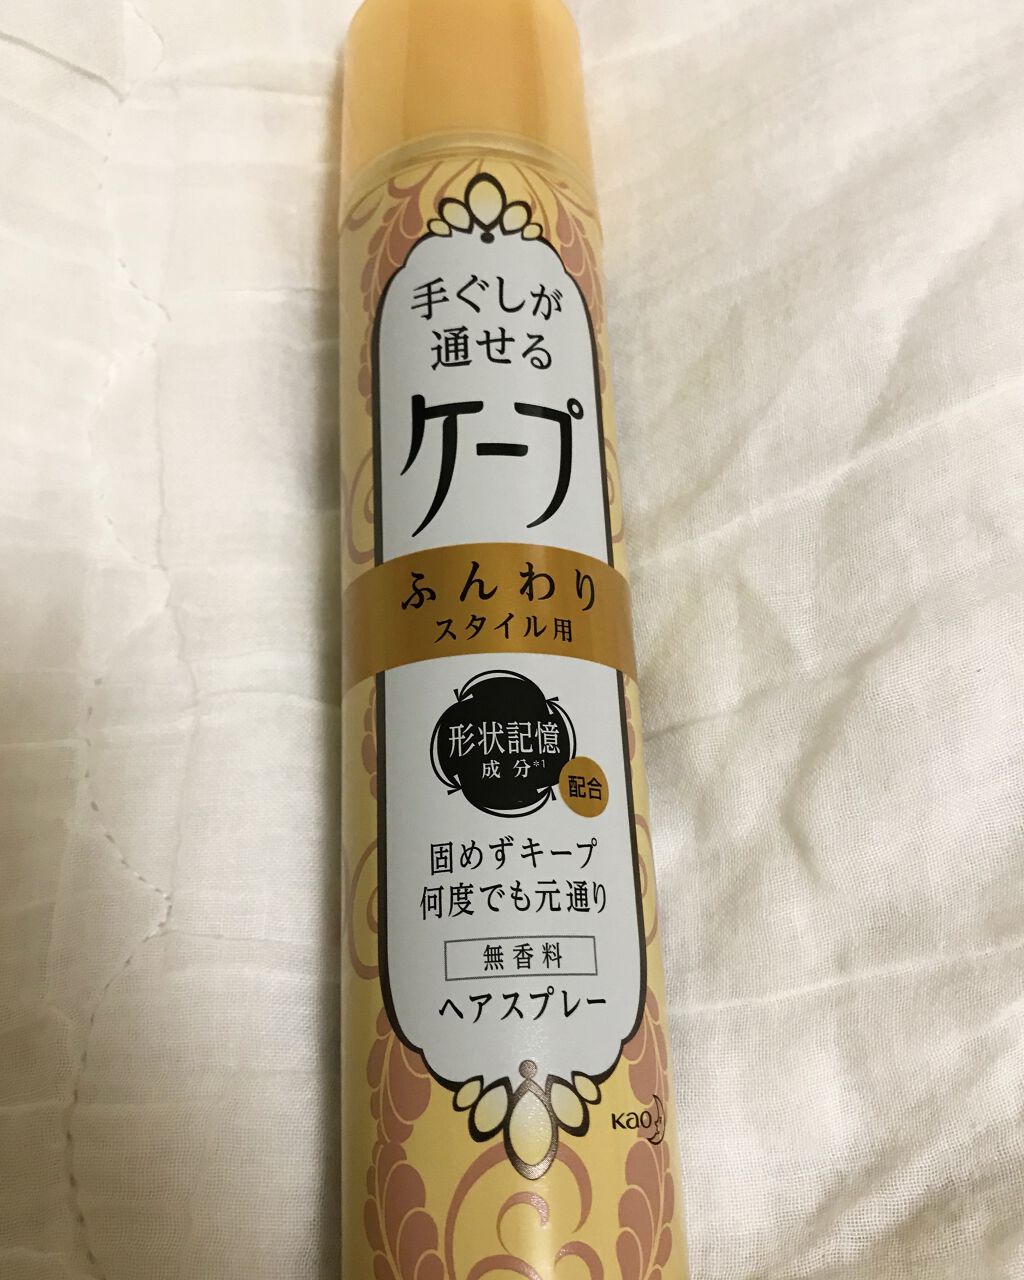 手ぐしが
通せる
ケープ
ふんわり
スタイル用
形状記憶
成分*1
配合
固めずキープ
何度でも元通り
無香料
ヘアスプレー
Kao